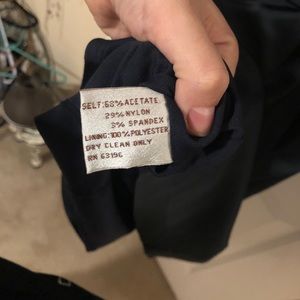 SELF:68%ACETATE
29%NYLON
3% SPANDEX
LINING:100%POLYESTER
DRY CLEAN ONLY
RN 63196